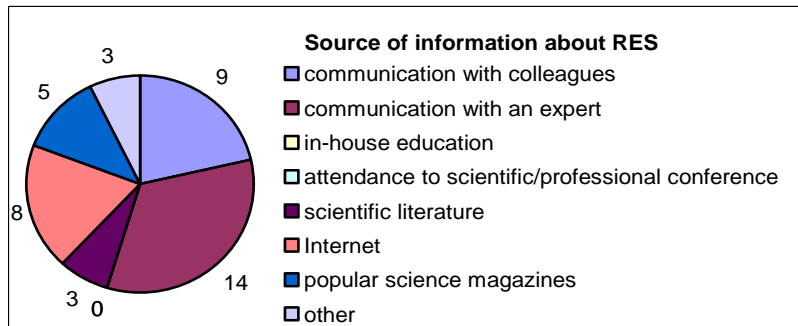 Source of information about RES
3
9
communication with colleagues
5
communication with an expert
in-house education
attendance to scientific/professional conference
8
scientific literature
Internet
14
popular science magazines
3
0
other